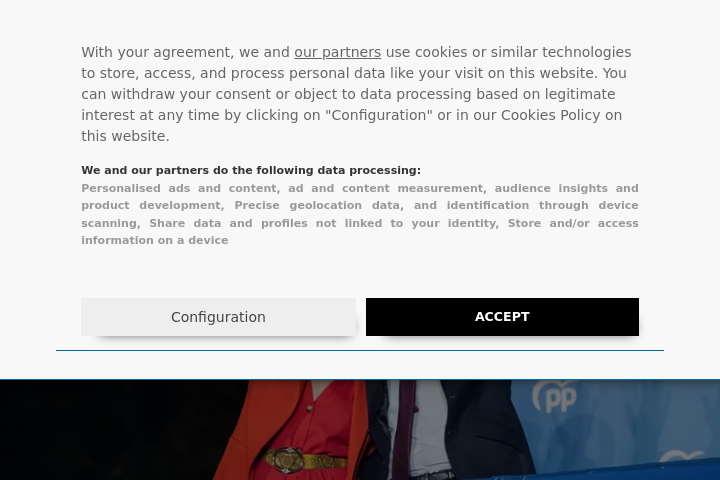 With your agreement, we and our partners use cookies or similar technologies
to store, access, and process personal data like your visit on this website. You
can withdraw your consent or object to data processing based on legitimate
interest at any time by clicking on "Configuration" or in our Cookies Policy on
this website.
We and our partners do the following data processing:
Personalised ads and content, ad and content measurement, audience insights and
product development, Precise geolocation data, and identification through device
scanning, Share data and profiles not linked to your identity, Store and/or access
information on a device
Configuration
ACCEPT
pp